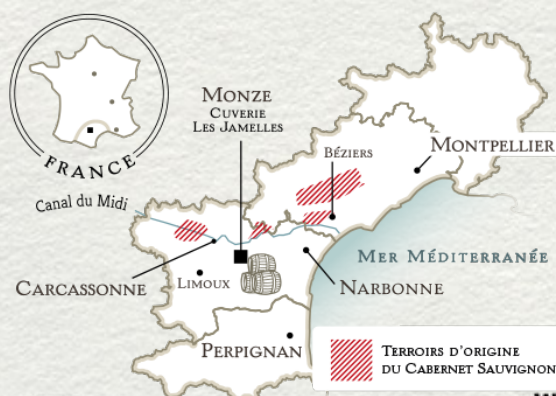 FRANCE
Monze
Cuverie
Les Jamelles
Béziers
Montpellier
Canal du Midi
Mer Méditerranée
Carcassonne
Limoux
Narbonne
Perpignan
Terroirs d'origine
du Cabernet Sauvignon